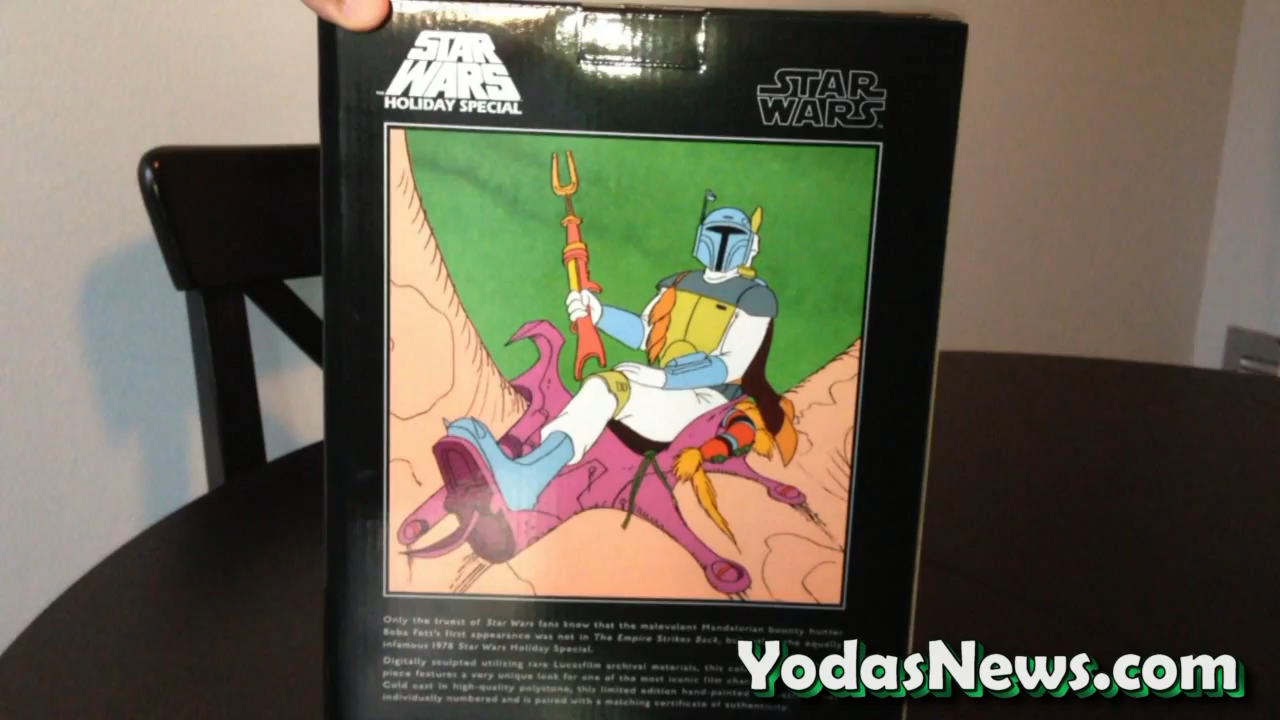 STAR
WARS
HOLIDAY SPECIAL
STAR
WARS
Only the truest of Star Wars fans know that the malevolent Mandalorian bounty hunter
Boba Fett's first appearance was not in The Empire Strikes Back, but the equally
infamous 1978 Star Wars Holiday Special.
Digitally sculpted utilizing rare Lucasfilm archival materials, this
piece features a very unique look for one of the most iconic film
Cold cast in high-quality polystone, this limited edition hand-painted
individually numbered and is paired with a matching certificate of authenticity.
YodasNews.com